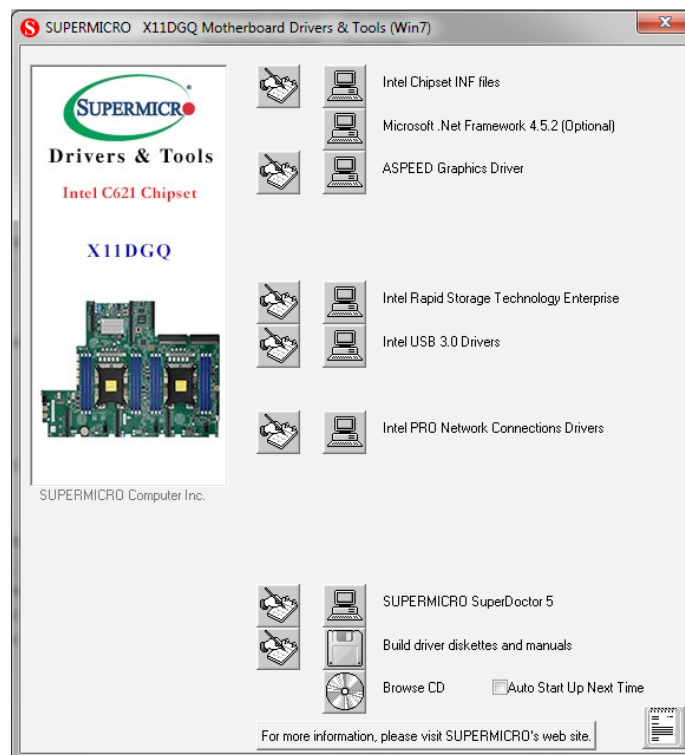 SUPERMICRO X11DGQ Motherboard Drivers & Tools (Win7)
SUPERMICR
Drivers & Tools
Intel C621 Chipset
X11DGQ
SUPERMICRO Computer Inc.
Intel Chipset INF files
Microsoft .Net Framework 4.5.2 (Optional)
ASPEED Graphics Driver
Intel Rapid Storage Technology Enterprise
Intel USB 3.0 Drivers
Intel PRO Network Connections Drivers
SUPERMICRO SuperDoctor 5
Build driver diskettes and manuals
Browse CD Auto Start Up Next Time
For more information, please visit SUPERMICRO's web site.